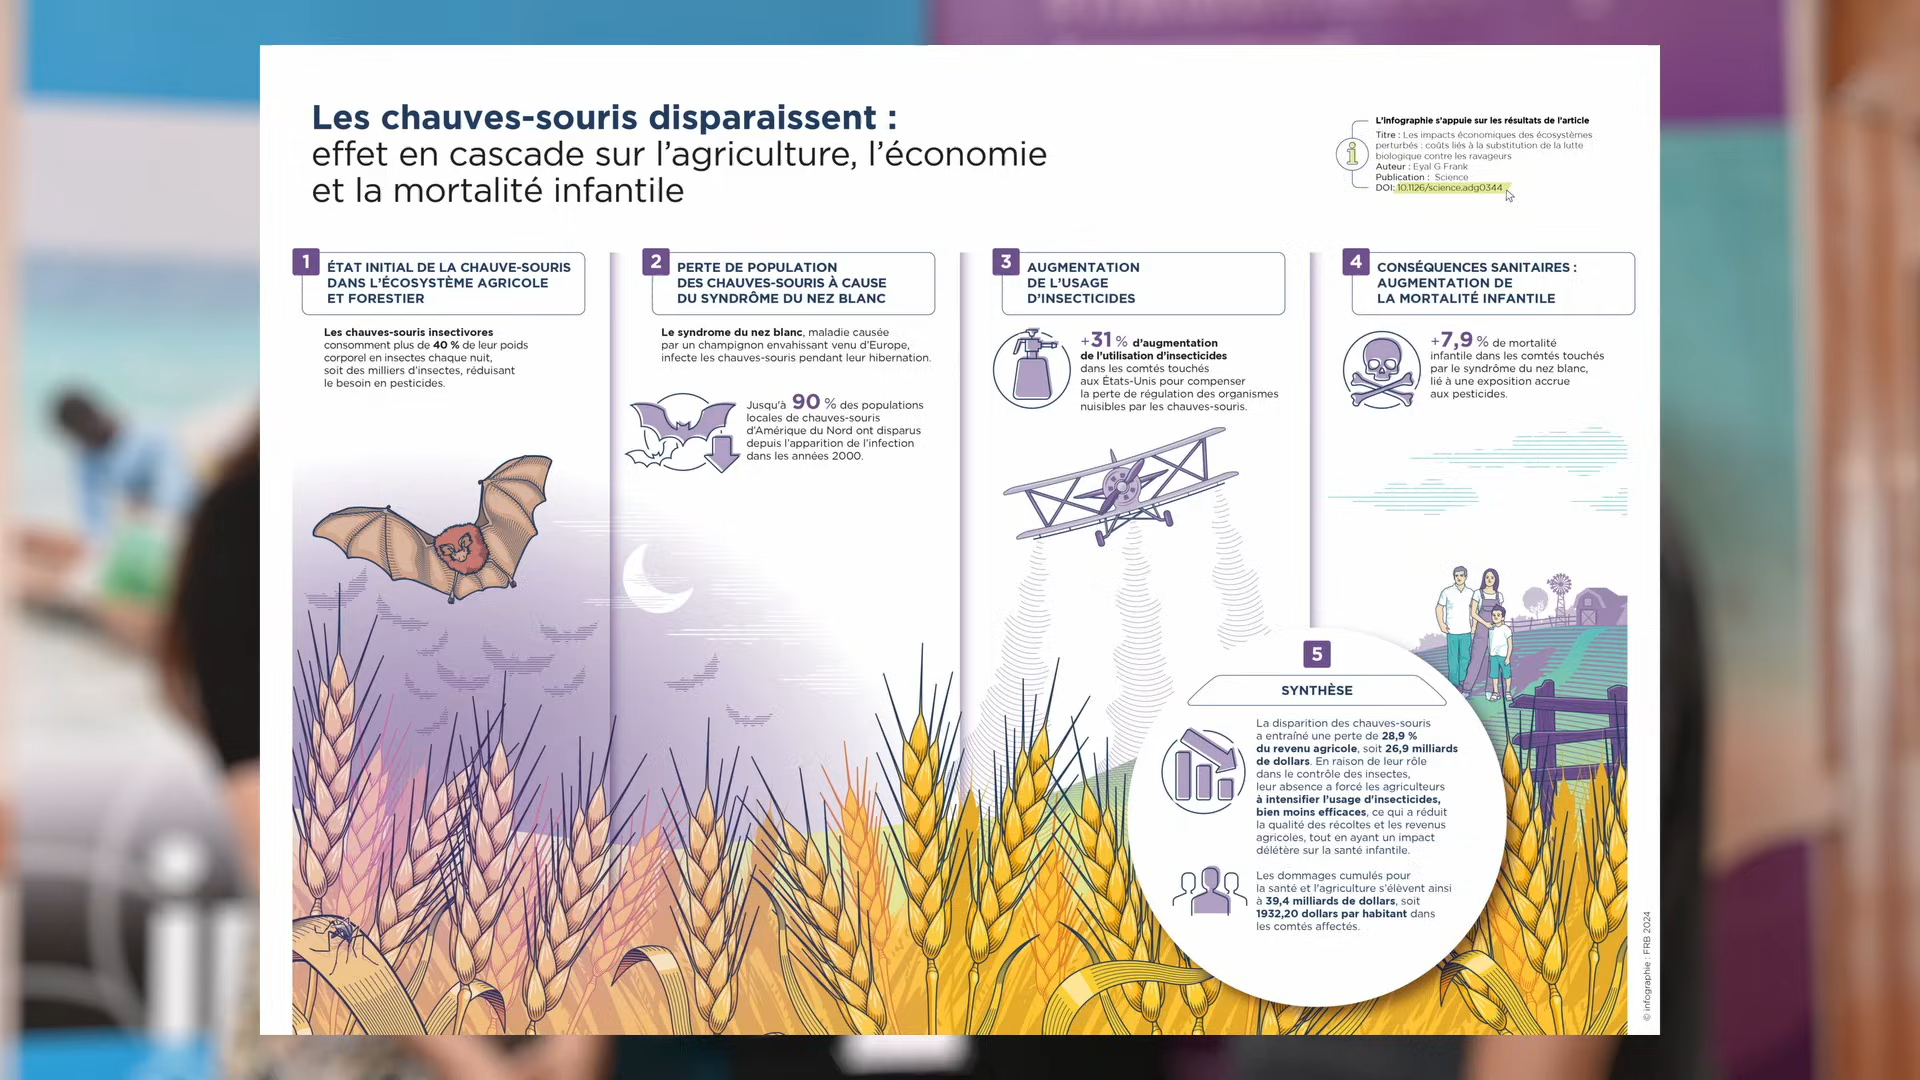 Les chauves-souris disparaissent :
effet en cascade sur l'agriculture, l'économie
et la mortalité infantile
L'infographie s'appuie sur les résultats de l'article
Titre : Les impacts économiques des écosystèmes
perturbés : coûts liés à la substitution de la lutte
biologique contre les ravageurs
Auteur : Eyal G Frank
Publication : Science
DOI: 10.1126/science.adg0344
1
ÉTAT INITIAL DE LA CHAUVE-SOURIS
DANS L'ÉCOSYSTÈME AGRICOLE
ET FORESTIER
Les chauves-souris insectivores
consomment plus de 40 % de leur poids
corporel en insectes chaque nuit,
soit des milliers d'insectes, réduisant
le besoin en pesticides.
2
PERTE DE POPULATION
DES CHAUVES-SOURIS À CAUSE
DU SYNDRÔME DU NEZ BLANC
Le syndrome du nez blanc, maladie causée
par un champignon envahissant venu d'Europe,
infecte les chauves-souris pendant leur hibernation.
Jusqu'à 90 % des populations
locales de chauves-souris
d'Amérique du Nord ont disparus
depuis l'apparition de l'infection
dans les années 2000.
3
AUGMENTATION
DE L'USAGE
D'INSECTICIDES
+31 % d'augmentation
de l'utilisation d'insecticides
dans les comtés touchés
aux États-Unis pour compenser
la perte de régulation des organismes
nuisibles par les chauves-souris.
4
CONSÉQUENCES SANITAIRES :
AUGMENTATION DE
LA MORTALITÉ INFANTILE
+7,9 % de mortalité
infantile dans les comtés touchés
par le syndrome du nez blanc,
lié à une exposition accrue
aux pesticides.
5
SYNTHÈSE
La disparition des chauves-souris
a entraîné une perte de 28,9 %
du revenu agricole, soit 26,9 milliards
de dollars. En raison de leur rôle
dans le contrôle des insectes,
leur absence a forcé les agriculteurs
à intensifier l'usage d'insecticides,
bien moins efficaces, ce qui a réduit
la qualité des récoltes et les revenus
agricoles, tout en ayant un impact
délétère sur la santé infantile.
Les dommages cumulés pour
la santé et l'agriculture s'élèvent ainsi
à 39,4 milliards de dollars, soit
1932,20 dollars par habitant dans
les comtés affectés.
© infographie : FRB 2024